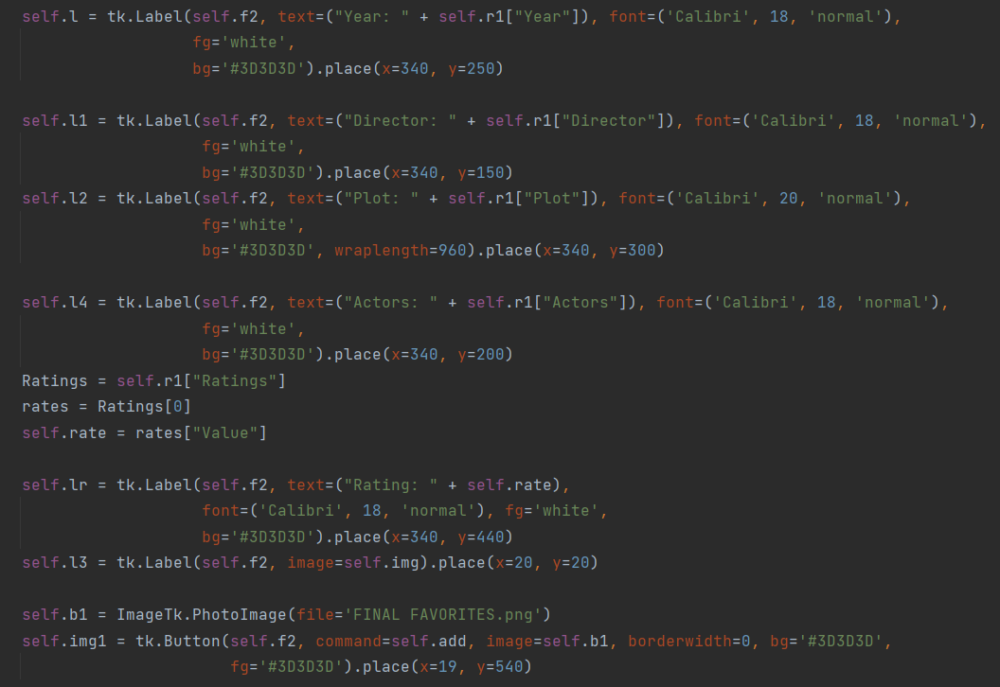 self.l = tk.Label(self.f2, text=("Year: " + self.r1["Year"]), font=('Calibri', 18, 'normal'),
fg='white',
bg='#3D3D3D').place(x=340, y=250)
self.l1 = tk.Label(self.f2, text=("Director: " + self.r1["Director"]), font=('Calibri', 18, 'normal'),
fg='white',
bg='#3D3D3D').place(x=340, y=150)
self.l2 = tk.Label(self.f2, text=("Plot: " + self.r1["Plot"]), font=('Calibri', 20, 'normal'),
fg='white',
bg='#3D3D3D', wraplength=960).place(x=340, y=300)
self.l4 = tk.Label(self.f2, text=("Actors: " + self.r1["Actors"]), font=('Calibri', 18, 'normal'),
fg='white',
bg='#3D3D3D').place(x=340, y=200)
Ratings = self.r1["Ratings"]
rates = Ratings[0]
self.rate = rates["Value"]
self.lr = tk.Label(self.f2, text=("Rating: " + self.rate),
font=('Calibri', 18, 'normal'), fg='white',
bg='#3D3D3D').place(x=340, y=440)
self.l3 = tk.Label(self.f2, image=self.img).place(x=20, y=20)
self.b1 = ImageTk.PhotoImage(file='FINAL FAVORITES.png')
self.img1 = tk.Button(self.f2, command=self.add, image=self.b1, borderwidth=0, bg='#3D3D3D',
fg='#3D3D3D').place(x=19, y=540)